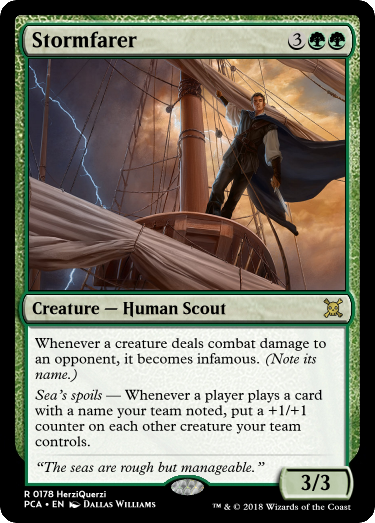 Stormfarer 3
Creature — Human Scout
Whenever a creature deals combat damage to
an opponent, it becomes infamous. (Note its
name.)
Sea's spoils — Whenever a player plays a card
with a name your team noted, put a +1/+1
counter on each other creature your team
controls.
"The seas are rough but manageable."
3/3
R 0178 HerziQuerzi
PCA • EN DALLAS WILLIAMS
™ & © 2018 Wizards of the Coast